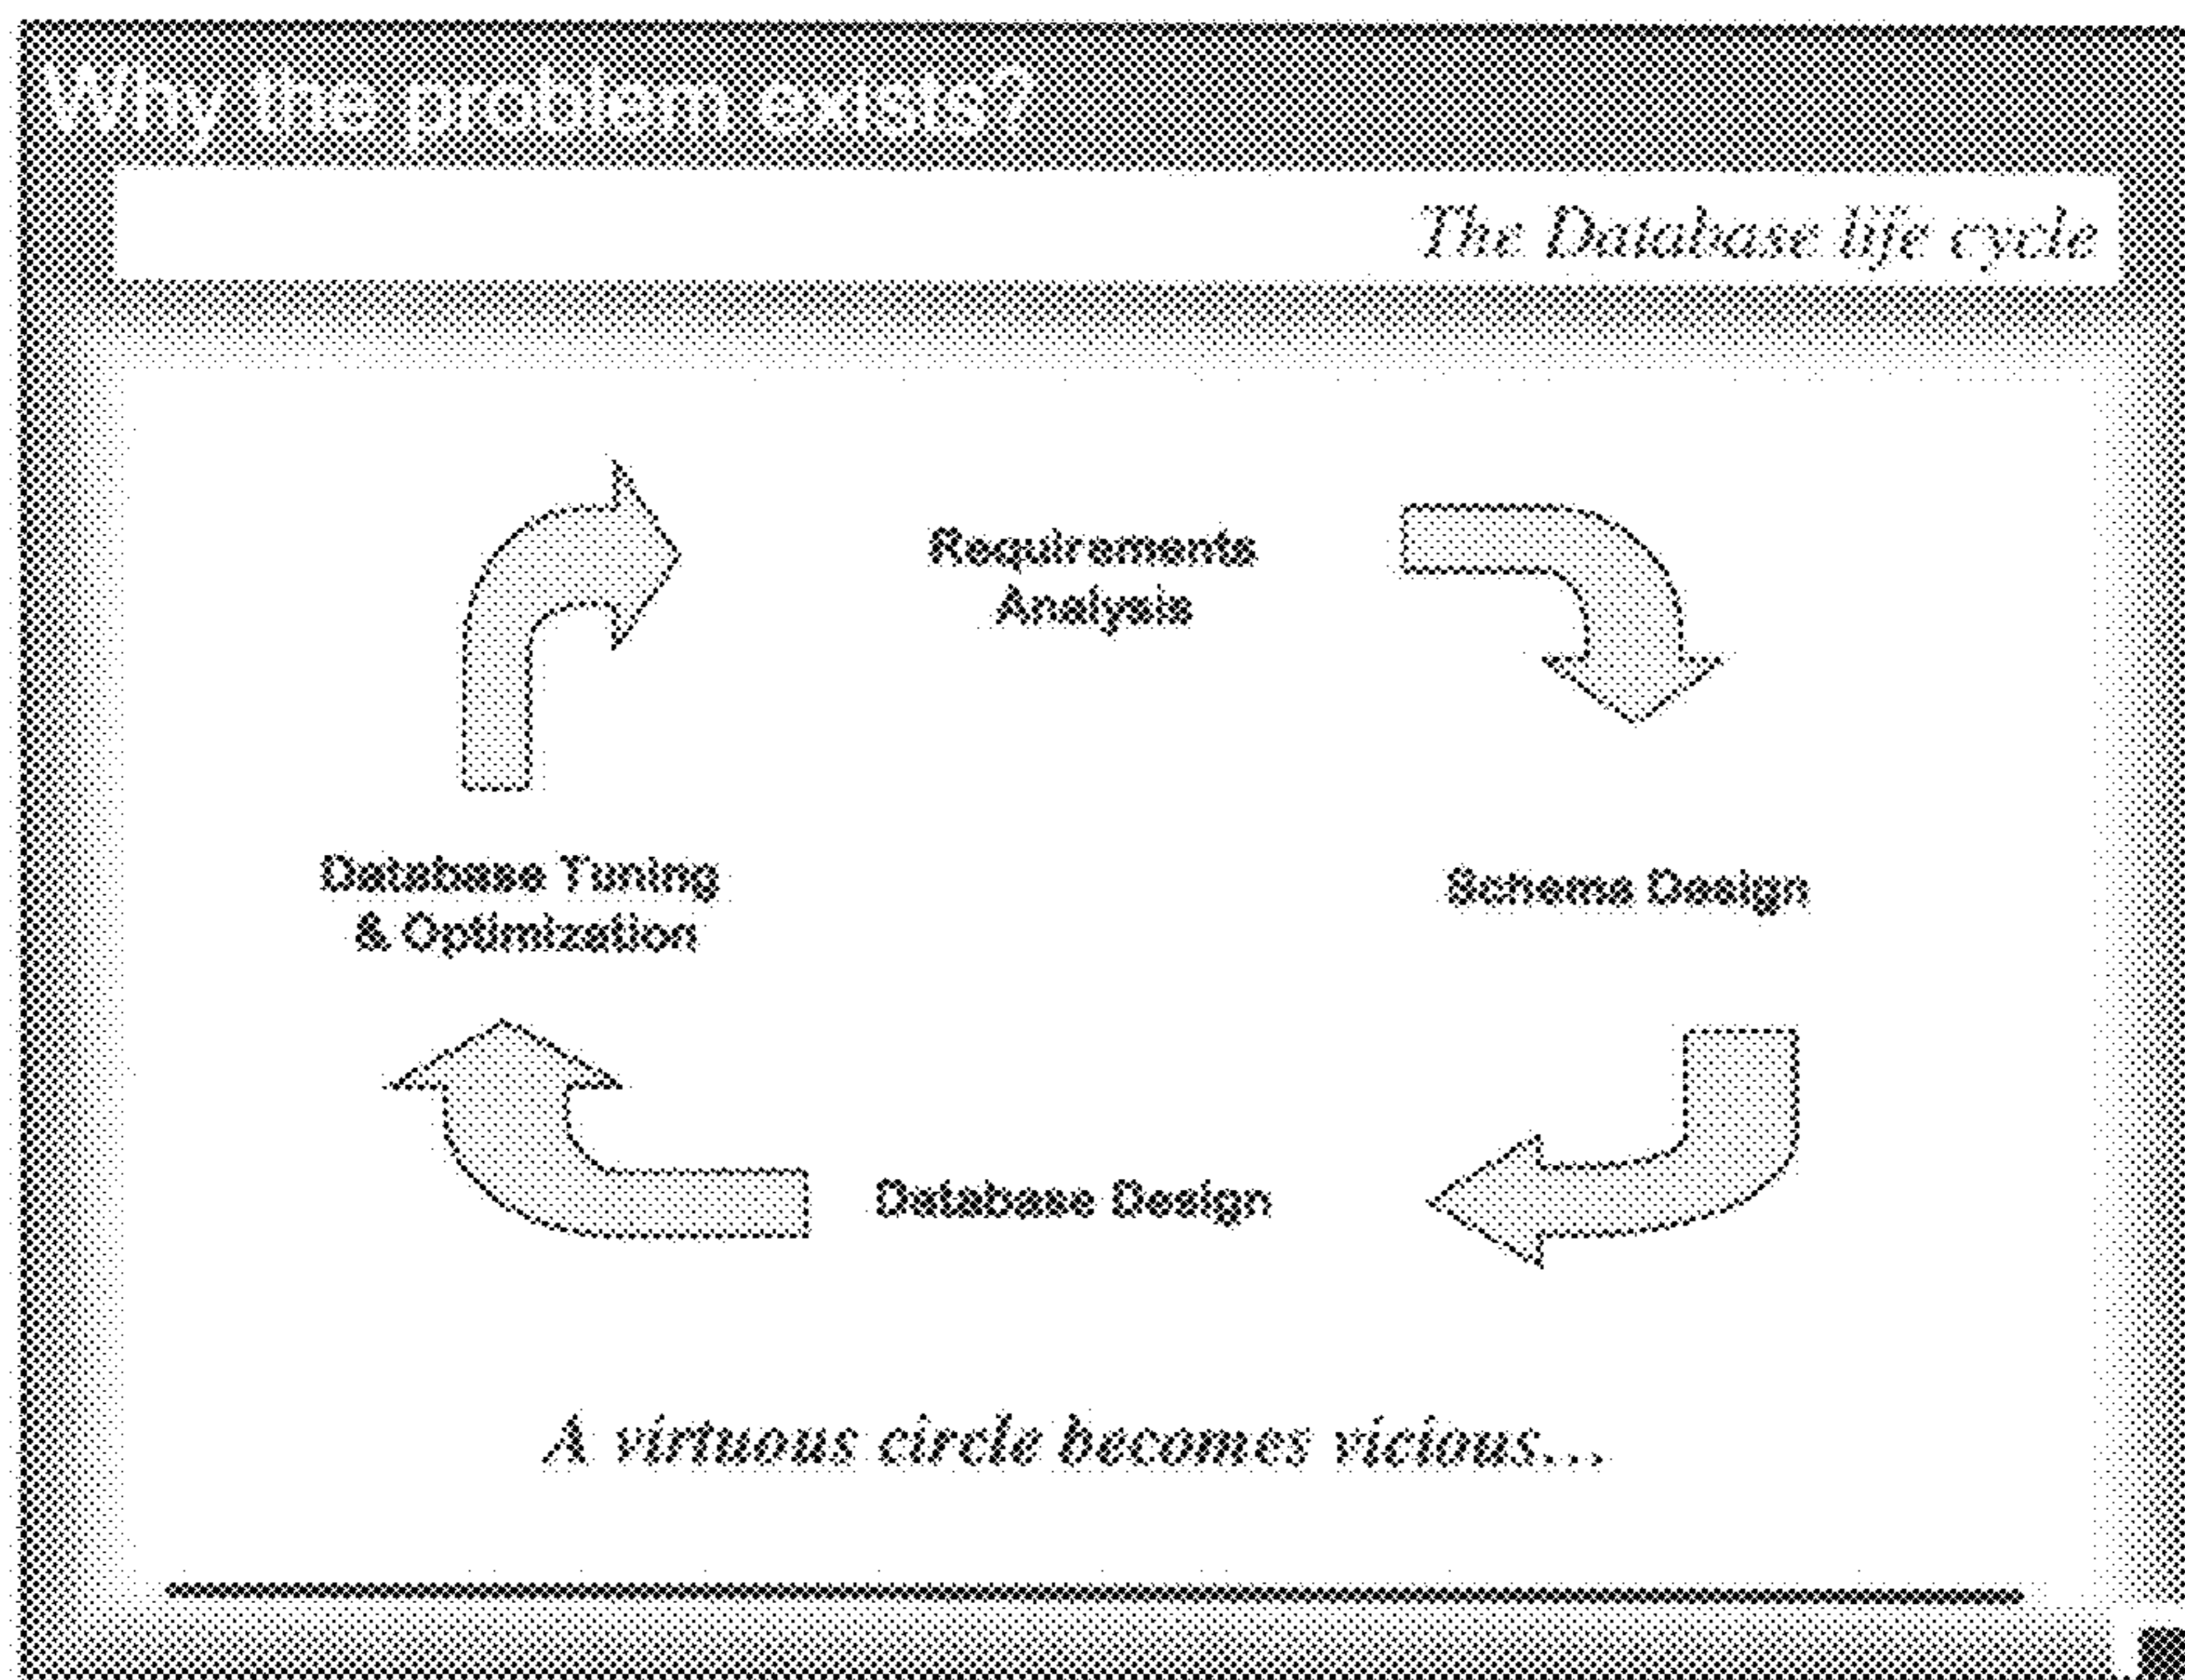 Why the problem exists?
The Database life cycle
Requirements
Analysis
Database Tuning
& Optimization
Scheme Design
Database Design
A virtuous circle becomes vicious...